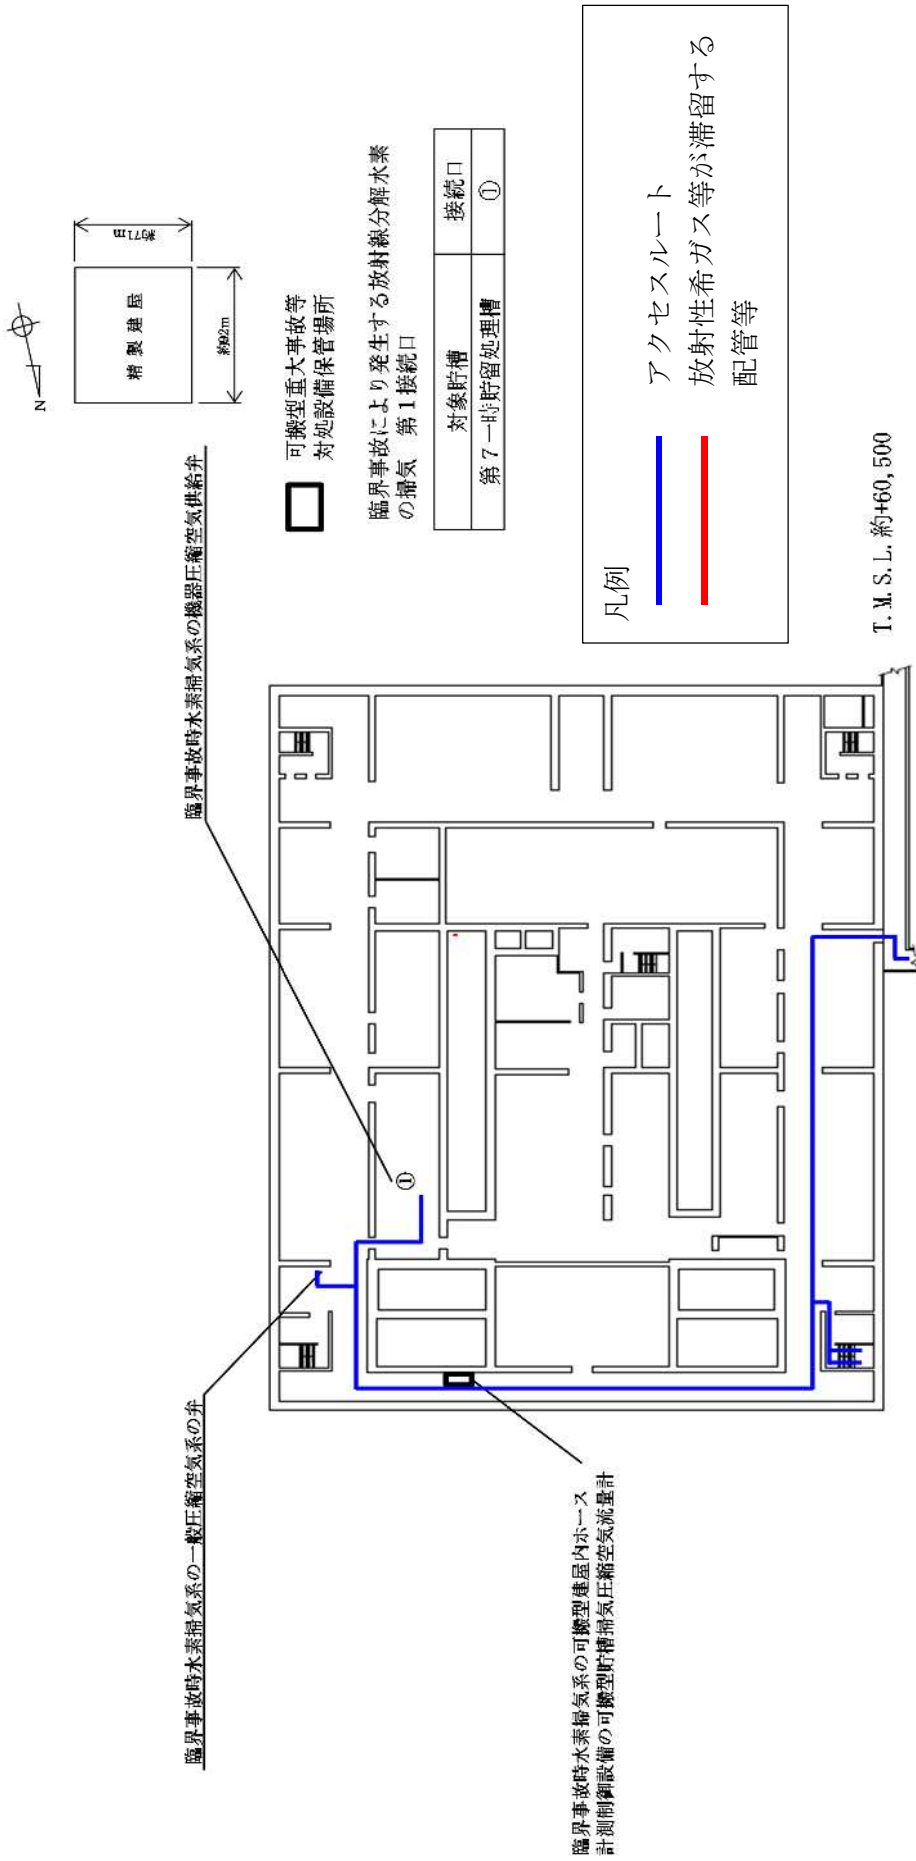 臨界事故時水素掃気系の一般圧縮空気系の弁
臨界事故時水素掃気系の機器圧縮空気供給弁
N
精製建屋
約92m
約71m
可搬型重大事故等
対処設備保管場所
臨界事故により発生する放射線分解水素
の掃気 第1接続口
対象貯槽 接続口
第7一時貯留処理槽 ①
①
臨界事故時水素掃気系の可搬型建屋内ホース
計測制御設備の可搬型貯槽掃気圧縮空気流量計
凡例
アクセスルート
放射性希ガス等が滞留する
配管等
T.M.S.L.約+60,500